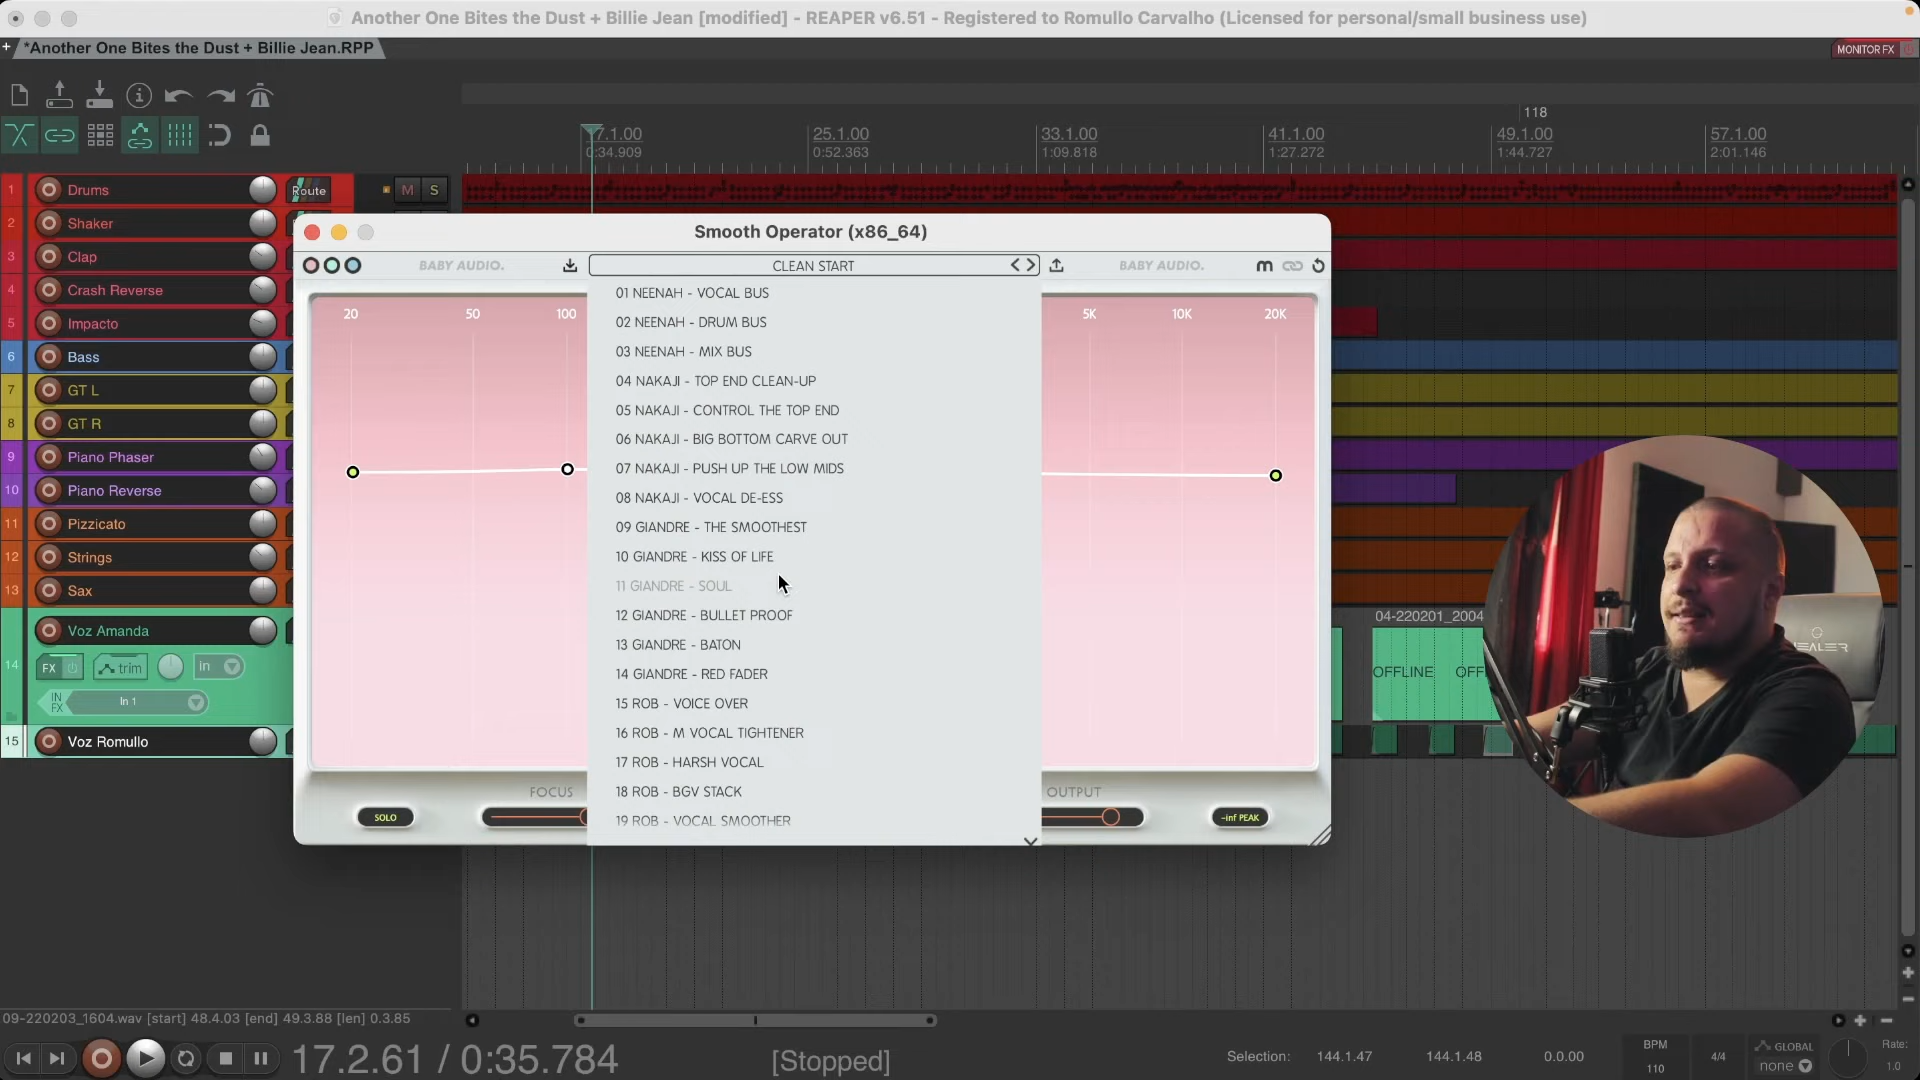 Another One Bites the Dust + Billie Jean [modified] - REAPER v6.51 - Registered to Romullo Carvalho (Licensed for personal/small business use)
*Another One Bites the Dust + Billie Jean.RPP
MONITOR FX
118
7.1.00 25.1.00 33.1.00 41.1.00 49.1.00 57.1.00
0:34.909 0:52.363 1:09.818 1:27.272 1:44.727 2:01.146
1 Drums Route M S
2 Shaker
3 Clap
4 Crash Reverse
5 Impacto
6 Bass
7 GT L
8 GT R
9 Piano Phaser
10 Piano Reverse
11 Pizzicato
12 Strings
13 Sax
14 Voz Amanda
FX trim in
IN FX In 1
15 Voz Romullo
Smooth Operator (x86_64)
BABY AUDIO. CLEAN START BABY AUDIO. m
20 50 100 5K 10K 20K
01 NEENAH - VOCAL BUS
02 NEENAH - DRUM BUS
03 NEENAH - MIX BUS
04 NAKAJI - TOP END CLEAN-UP
05 NAKAJI - CONTROL THE TOP END
06 NAKAJI - BIG BOTTOM CARVE OUT
07 NAKAJI - PUSH UP THE LOW MIDS
08 NAKAJI - VOCAL DE-ESS
09 GIANDRE - THE SMOOTHEST
10 GIANDRE - KISS OF LIFE
11 GIANDRE - SOUL
12 GIANDRE - BULLET PROOF
13 GIANDRE - BATON
14 GIANDRE - RED FADER
15 ROB - VOICE OVER
16 ROB - M VOCAL TIGHTENER
17 ROB - HARSH VOCAL
18 ROB - BGV STACK
19 ROB - VOCAL SMOOTHER
FOCUS OUTPUT
SOLO -inf PEAK
04-220201_2004
OFFLINE OFF
09-220203_1604.wav [start] 48.4.03 [end] 49.3.88 [len] 0.3.85
17.2.61 / 0:35.784 [Stopped]
Selection: 144.1.47 144.1.48 0.0.00
BPM
110
4/4
GLOBAL
none
Rate:
1.0